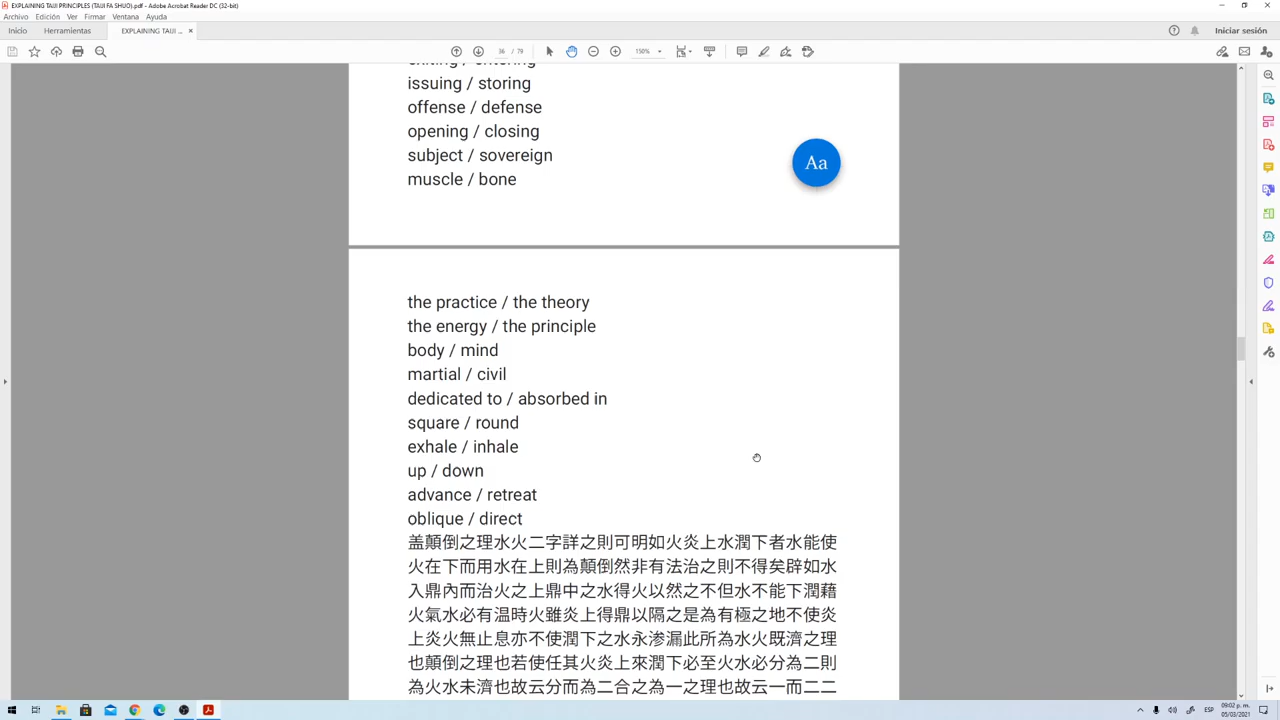 EXPLAINING TAIJI PRINCIPLES (TAIJI FA SHUO).pdf - Adobe Acrobat Reader DC (32-bit)
Archivo Edición Ver Firmar Ventana Ayuda
Inicio Herramientas EXPLAINING TAIJI ... × Iniciar sesión
36 / 79 150%
exiting / entering
issuing / storing
offense / defense
opening / closing
subject / sovereign
muscle / bone
Aa
the practice / the theory
the energy / the principle
body / mind
martial / civil
dedicated to / absorbed in
square / round
exhale / inhale
up / down
advance / retreat
oblique / direct
盖顛倒之理水火二字詳之則可明如火炎上水潤下者水能使
火在下而用水在上則為顛倒然非有法治之則不得矣辟如水
入鼎內而治火之上鼎中之水得火以然之不但水不能下潤藉
火氣水必有温時火雖炎上得鼎以隔之是為有極之地不使炎
上炎火無止息亦不使潤下之水永渗漏此所為水火既濟之理
也顛倒之理也若使任其火炎上來潤下必至火水必分為二則
為火水未濟也故云分而為二合之為一之理也故云一而二二
ESP
09:02 p. m.
05/03/2021